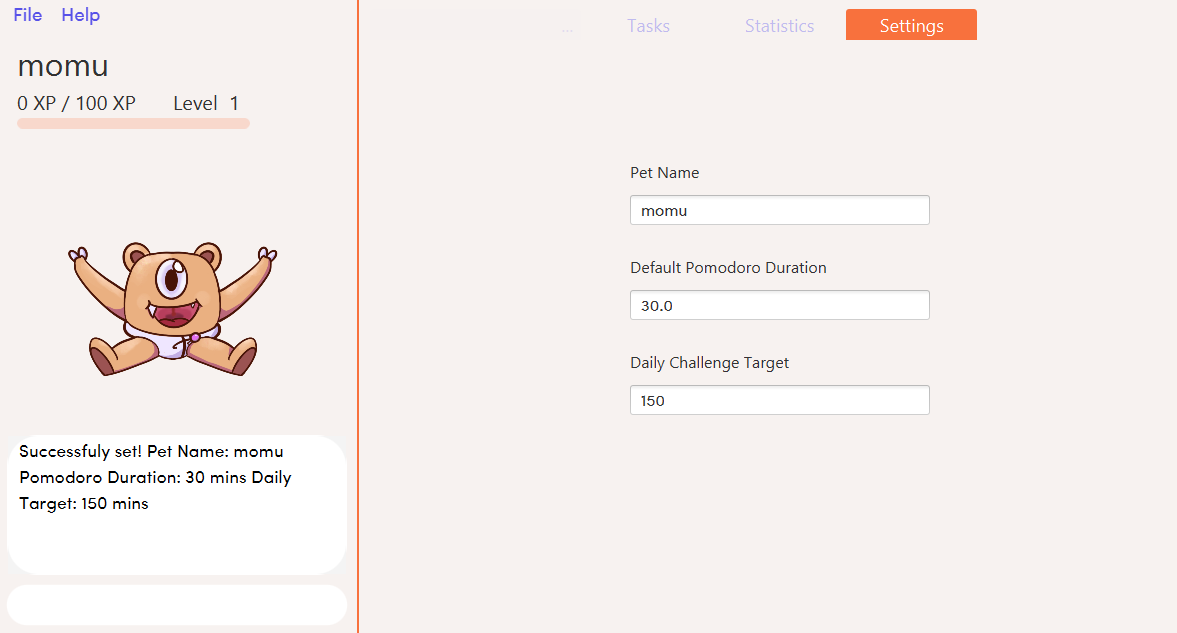 File Help
momu
0 XP / 100 XP Level 1
Successfuly set! Pet Name: momu
Pomodoro Duration: 30 mins Daily
Target: 150 mins
... Tasks Statistics Settings
Pet Name
momu
Default Pomodoro Duration
30.0
Daily Challenge Target
150